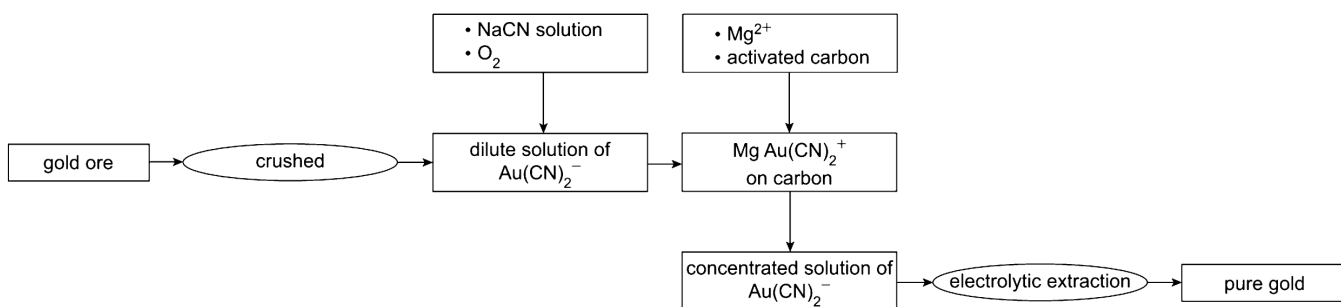 • NaCN solution
• O₂
• Mg²⁺
• activated carbon
gold ore
crushed
dilute solution of
Au(CN)₂⁻
Mg Au(CN)₂⁺
on carbon
concentrated solution of
Au(CN)₂⁻
electrolytic extraction
pure gold